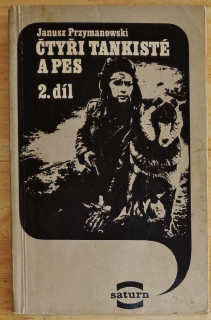 Janusz Przymanowski
ČTYŘI TANKISTÉ
A PES
2. díl
saturn